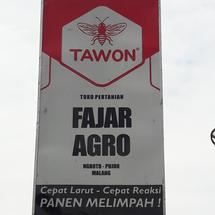 TAWON®
TOKO PERTANIAN
FAJAR
AGRO
NGROTO - PUJON
MALANG
Cepat Larut - Cepat Reaksi
PANEN MELIMPAH !